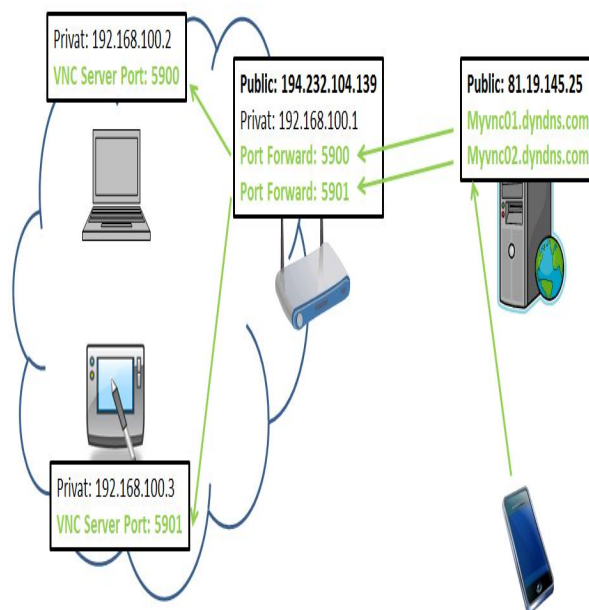 Privat: 192.168.100.2
VNC Server Port: 5900
Public: 194.232.104.139
Privat: 192.168.100.1
Port Forward: 5900
Port Forward: 5901
Public: 81.19.145.25
Myvnc01.dyndns.com
Myvnc02.dyndns.com
Privat: 192.168.100.3
VNC Server Port: 5901